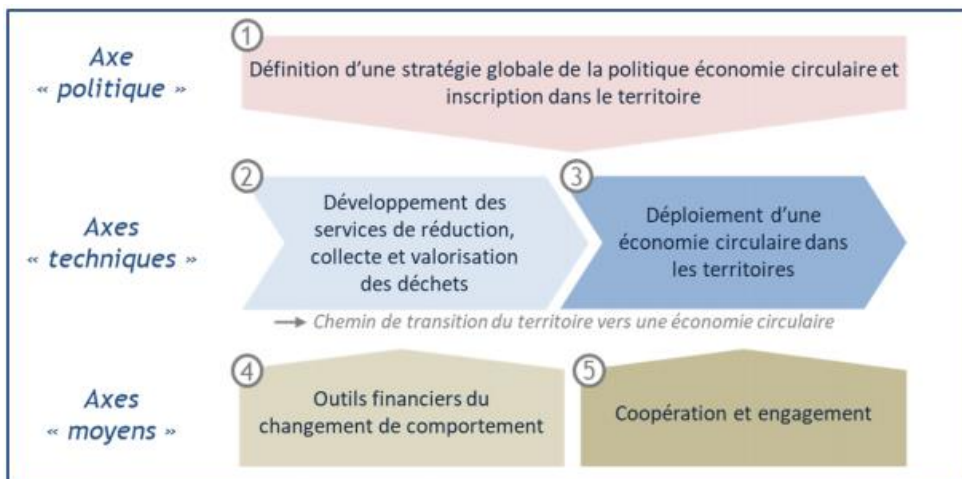 Axe
« politique »
1
Définition d’une stratégie globale de la politique économie circulaire et
inscription dans le territoire
Axes
« techniques »
2
Développement des
services de réduction,
collecte et valorisation
des déchets
3
Déploiement d’une
économie circulaire dans
les territoires
→ Chemin de transition du territoire vers une économie circulaire
Axes
« moyens »
4
Outils financiers du
changement de comportement
5
Coopération et engagement